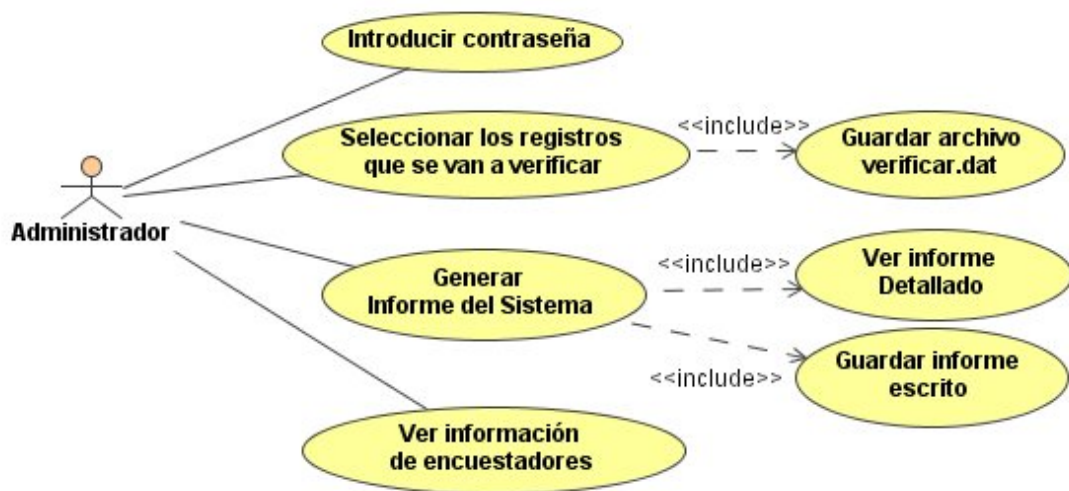 Introducir contraseña
Seleccionar los registros
que se van a verificar
<<include>>
Guardar archivo
verificar.dat
Administrador
Generar
Informe del Sistema
<<include>>
Ver informe
Detallado
<<include>>
Guardar informe
escrito
Ver información
de encuestadores